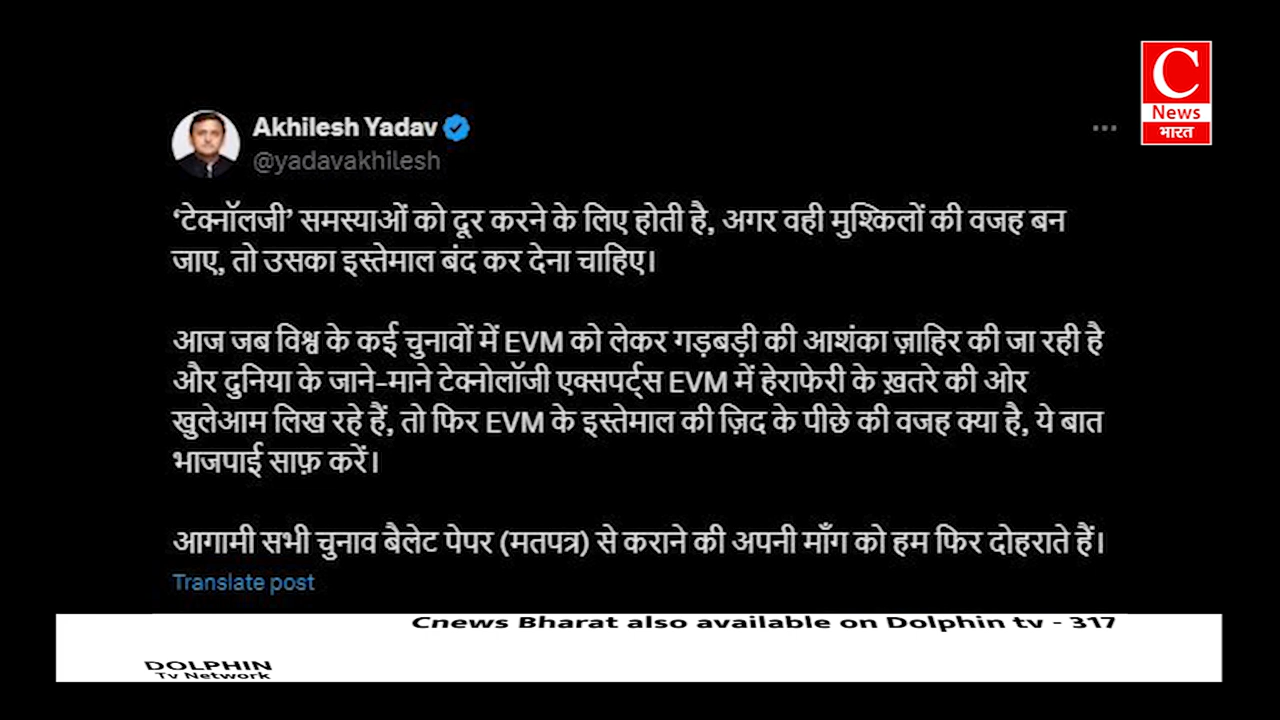 C
News
भारत
Akhilesh Yadav
@yadavakhilesh
‘टेक्नॉलजी’ समस्याओं को दूर करने के लिए होती है, अगर वही मुश्किलों की वजह बन
जाए, तो उसका इस्तेमाल बंद कर देना चाहिए।
आज जब विश्व के कई चुनावों में EVM को लेकर गड़बड़ी की आशंका ज़ाहिर की जा रही है
और दुनिया के जाने-माने टेक्नोलॉजी एक्सपर्ट्स EVM में हेराफेरी के ख़तरे की ओर
खुलेआम लिख रहे हैं, तो फिर EVM के इस्तेमाल की ज़िद के पीछे की वजह क्या है, ये बात
भाजपाई साफ़ करें।
आगामी सभी चुनाव बैलेट पेपर (मतपत्र) से कराने की अपनी माँग को हम फिर दोहराते हैं।
Translate post
Cnews Bharat also available on Dolphin tv - 317
DOLPHIN
Tv Network